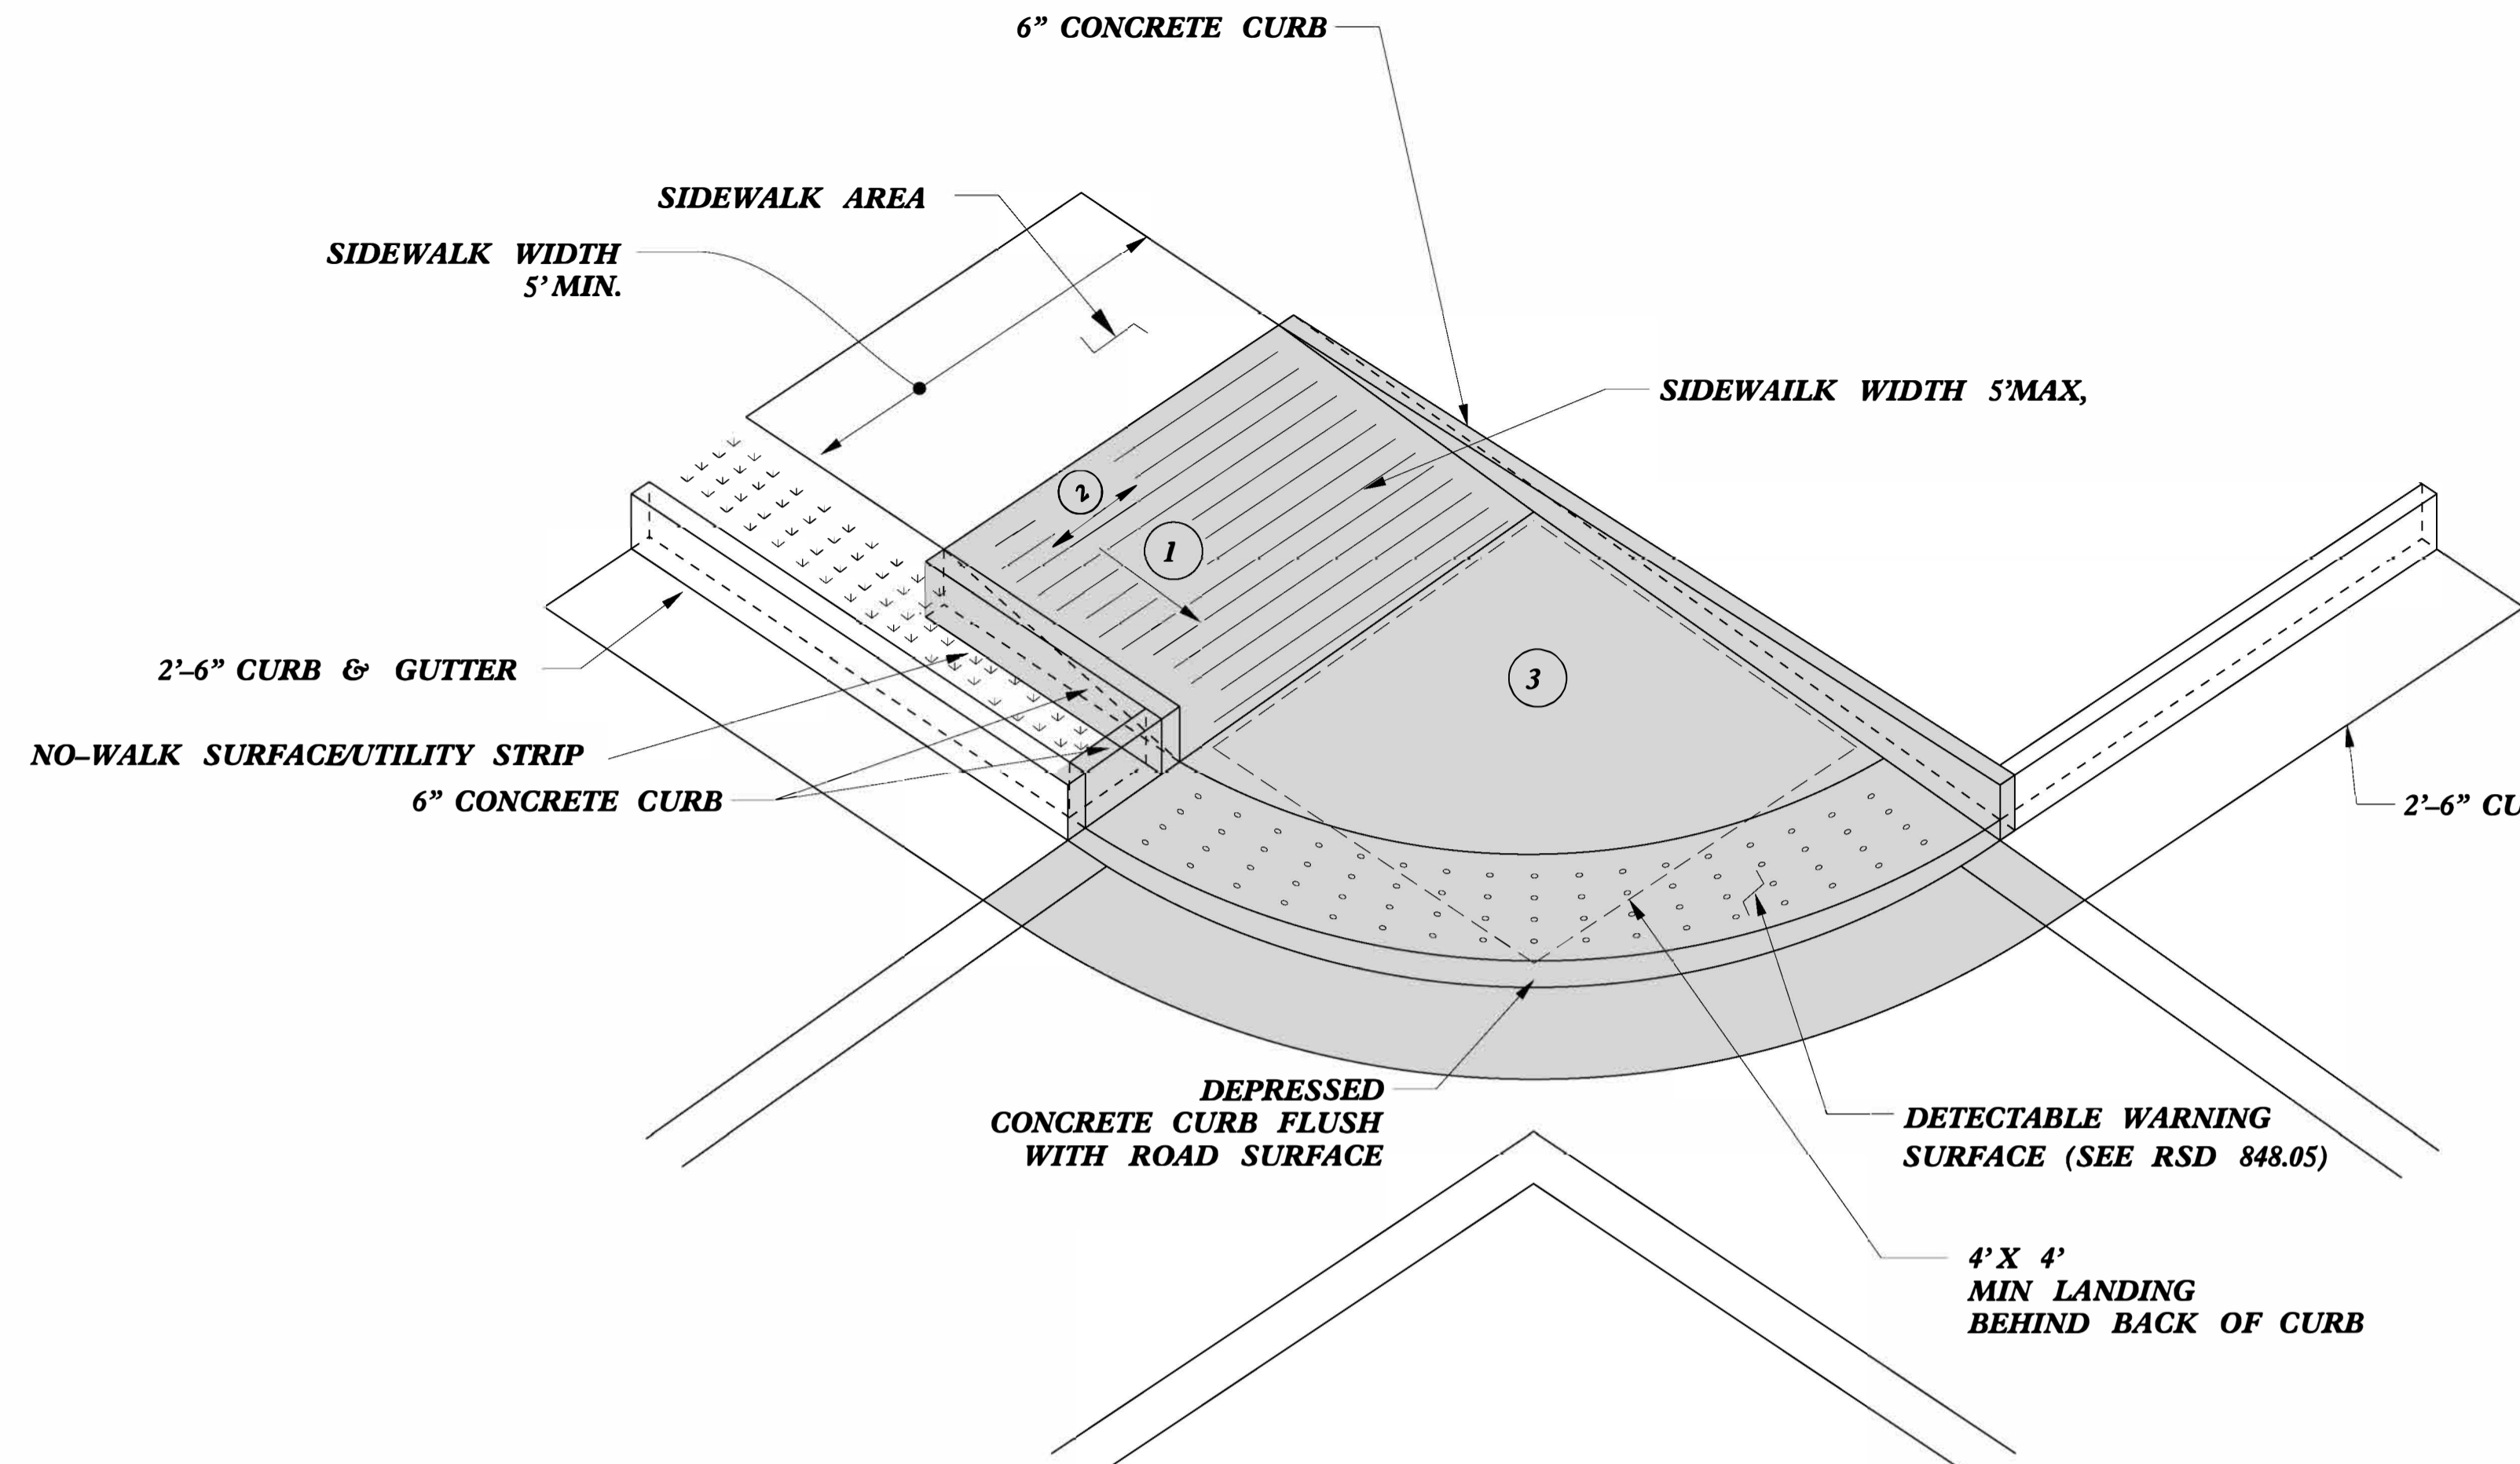 6” CONCRETE CURB
SIDEWALK AREA
SIDEWALK WIDTH
5’ MIN.
SIDEWAILK WIDTH 5’MAX,
2
1
3
2’–6” CURB & GUTTER
NO–WALK SURFACE/UTILITY STRIP
6” CONCRETE CURB
2’–6” CU
DEPRESSED
CONCRETE CURB FLUSH
WITH ROAD SURFACE
DETECTABLE WARNING
SURFACE (SEE RSD 848.05)
4’ X 4’
MIN LANDING
BEHIND BACK OF CURB